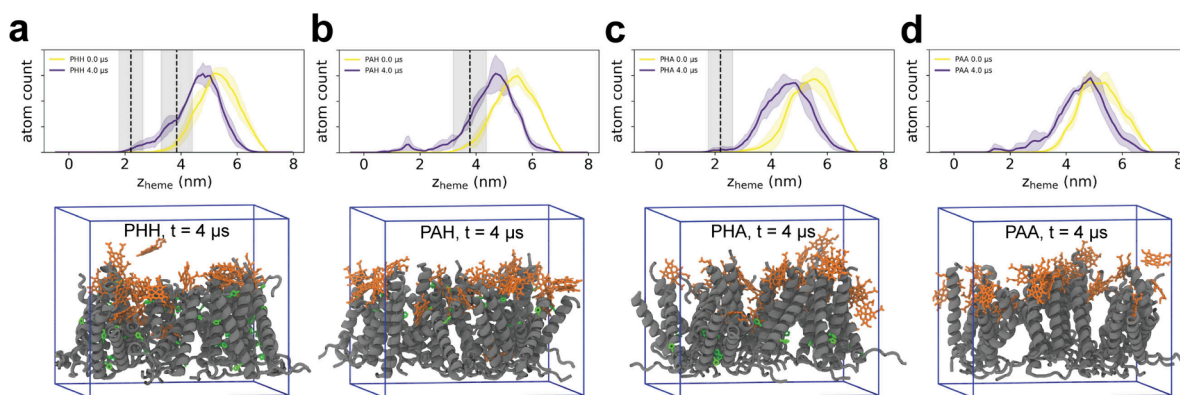 a
PHH 0.0 μs
PHH 4.0 μs
atom count
0 2 4 6 8
z_heme (nm)
PHH, t = 4 μs
b
PAH 0.0 μs
PAH 4.0 μs
atom count
0 2 4 6 8
z_heme (nm)
PAH, t = 4 μs
c
PHA 0.0 μs
PHA 4.0 μs
atom count
0 2 4 6 8
z_heme (nm)
PHA, t = 4 μs
d
PAA 0.0 μs
PAA 4.0 μs
atom count
0 2 4 6 8
z_heme (nm)
PAA, t = 4 μs